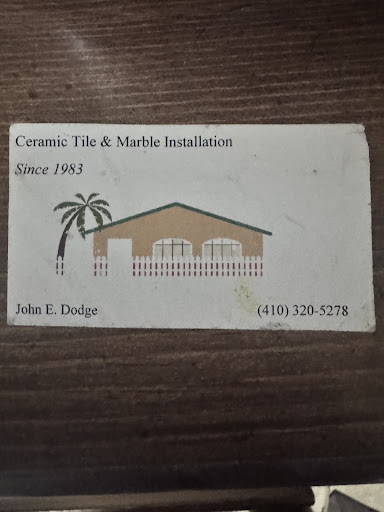 Ceramic Tile & Marble Installation
Since 1983
John E. Dodge (410) 320-5278